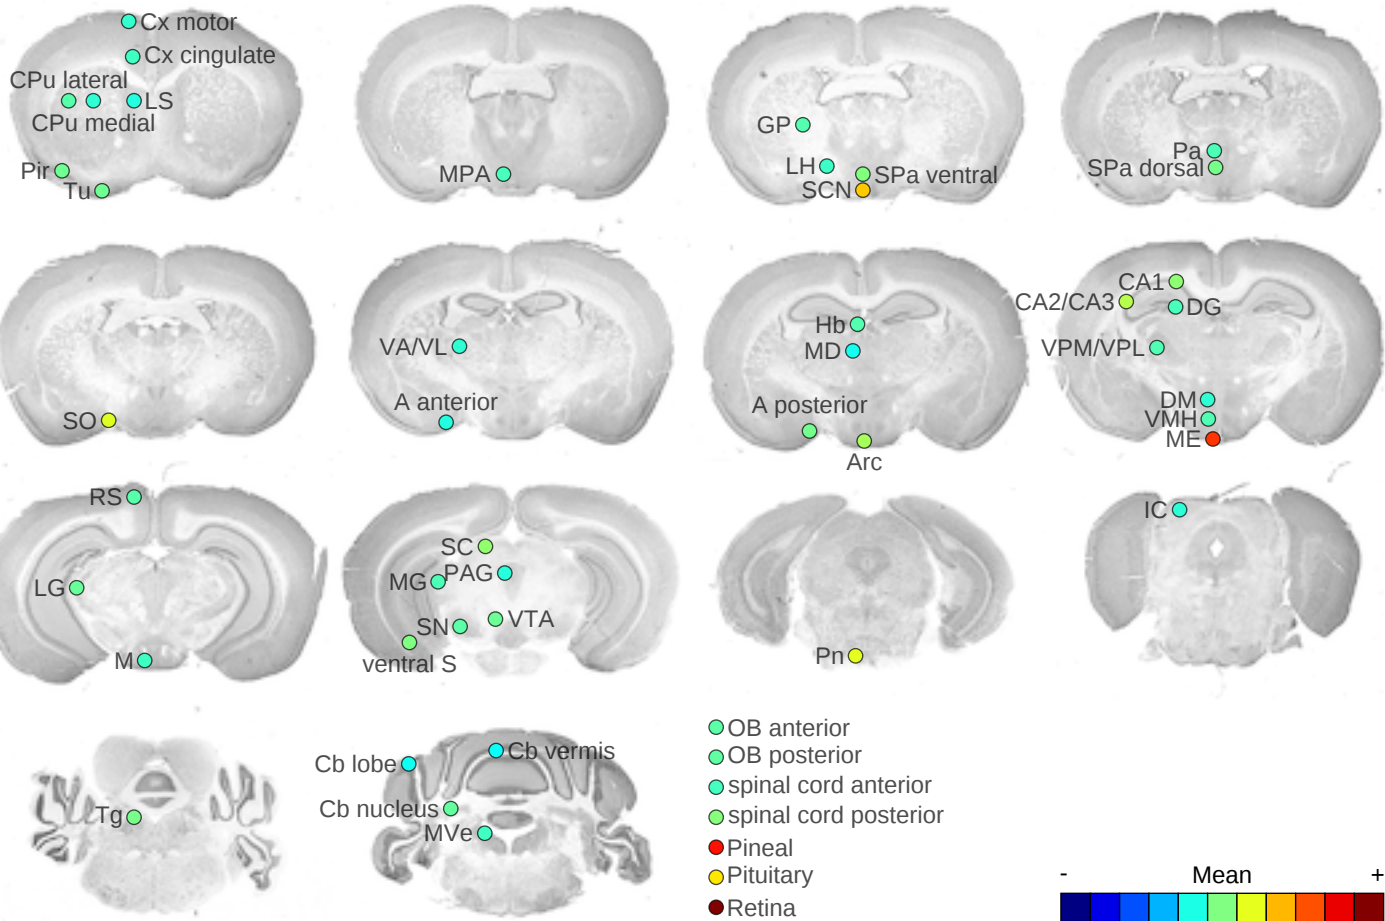 Cx motor
Cx cingulate
CPu lateral
LS
CPu medial
Pir
Tu
MPA
GP
LH
SPa ventral
SCN
Pa
SPa dorsal
SO
VA/VL
A anterior
Hb
MD
A posterior
Arc
CA1
CA2/CA3
DG
VPM/VPL
DM
VMH
ME
RS
LG
M
SC
MG
PAG
SN
VTA
ventral S
Pn
IC
Tg
Cb lobe
Cb vermis
Cb nucleus
MVe
OB anterior
OB posterior
spinal cord anterior
spinal cord posterior
Pineal
Pituitary
Retina
- Mean +